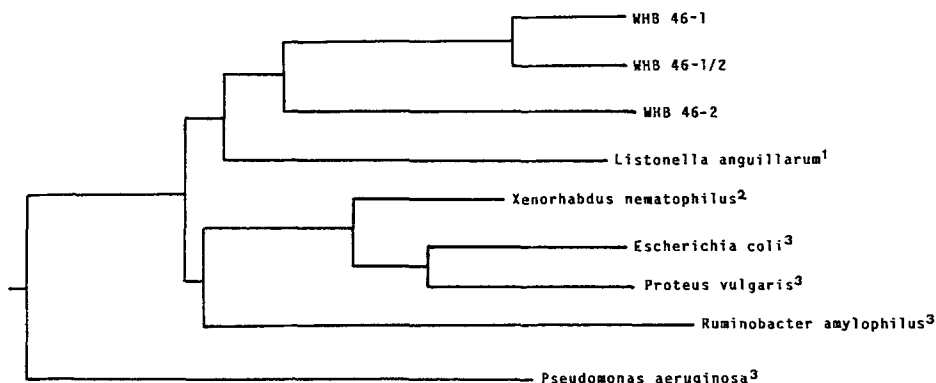 WHB 46-1
WHB 46-1/2
WHB 46-2
Listonella anguillarum¹
Xenorhabdus nematophilus²
Escherichia coli³
Proteus vulgaris³
Ruminobacter amylophilus³
Pseudomonas aeruginosa³